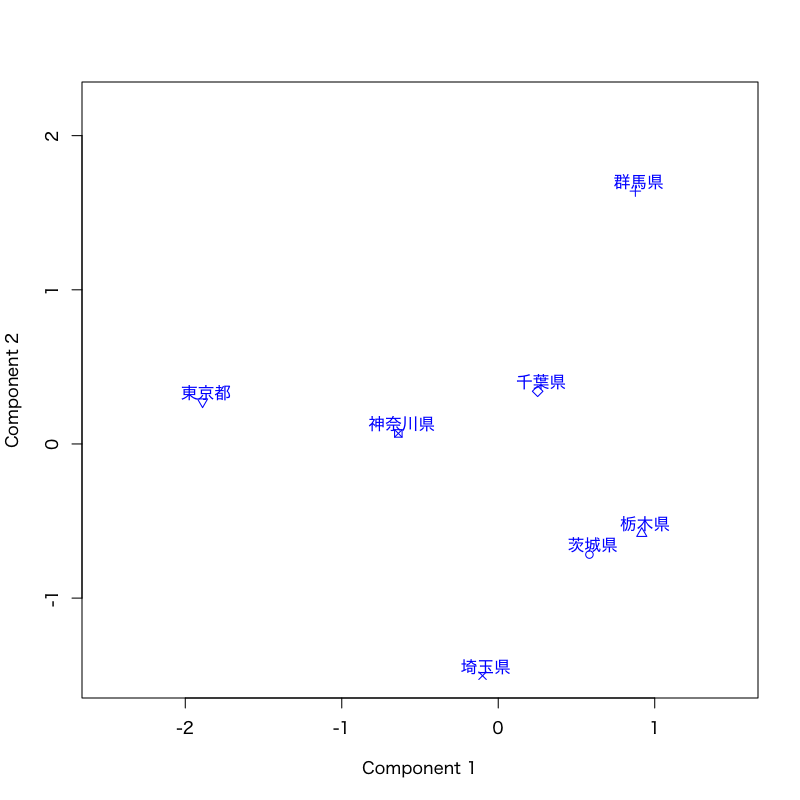 2
群馬県
1
千葉県
東京都
神奈川県
0
栃木県
茨城県
-1
埼玉県
Component 2
-2 -1 0 1
Component 1